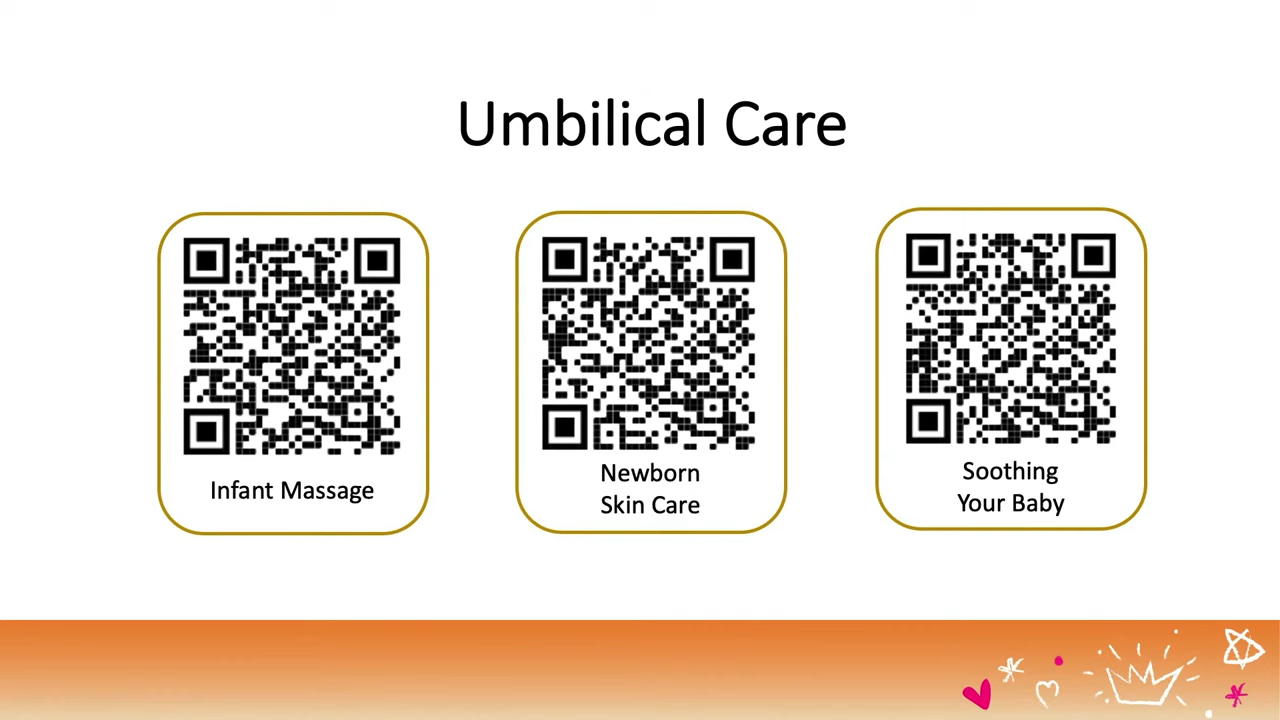 Umbilical Care
Infant Massage
Newborn
Skin Care
Soothing
Your Baby